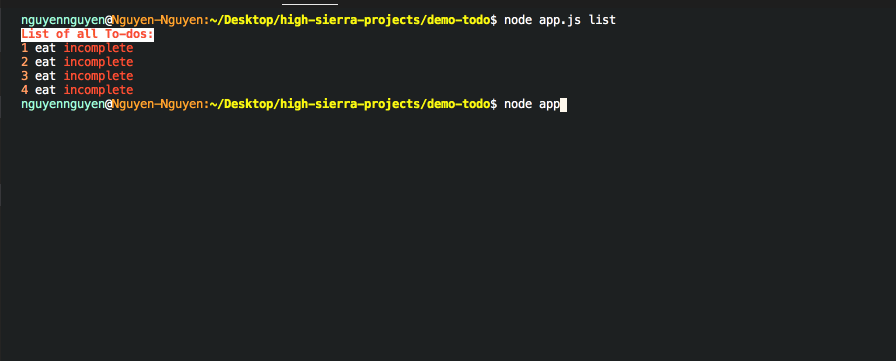 nguyennguyen@Nguyen-Nguyen:~/Desktop/high-sierra-projects/demo-todo$ node app.js list
List of all To-dos:
1 eat incomplete
2 eat incomplete
3 eat incomplete
4 eat incomplete
nguyennguyen@Nguyen-Nguyen:~/Desktop/high-sierra-projects/demo-todo$ node app